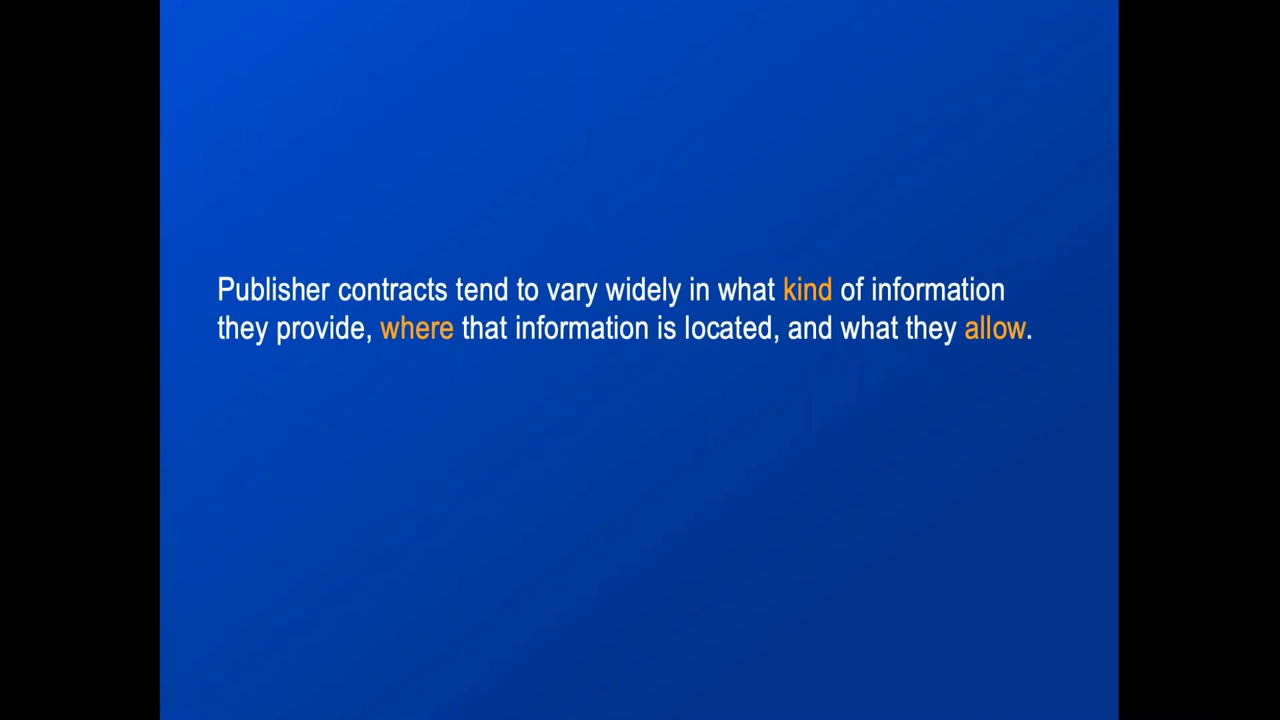 Publisher contracts tend to vary widely in what kind of information
they provide, where that information is located, and what they allow.